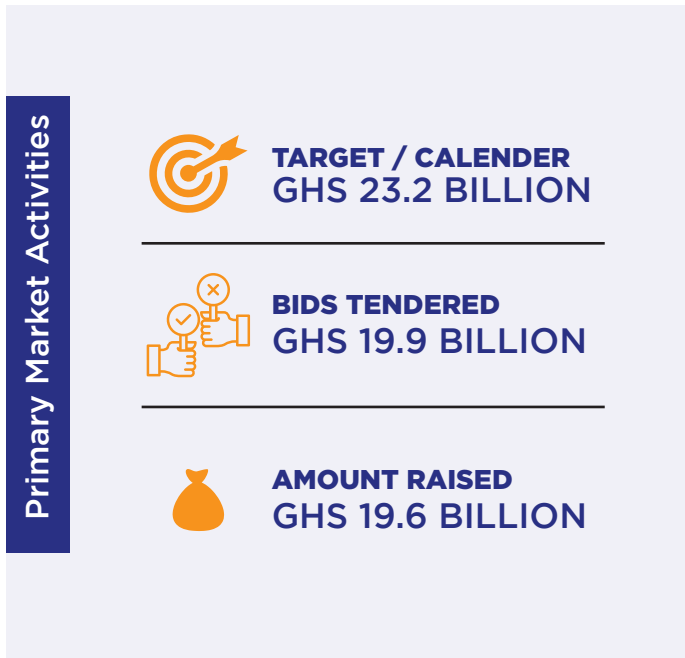 Primary Market Activities
TARGET / CALENDER
GHS 23.2 BILLION
BIDS TENDERED
GHS 19.9 BILLION
AMOUNT RAISED
GHS 19.6 BILLION